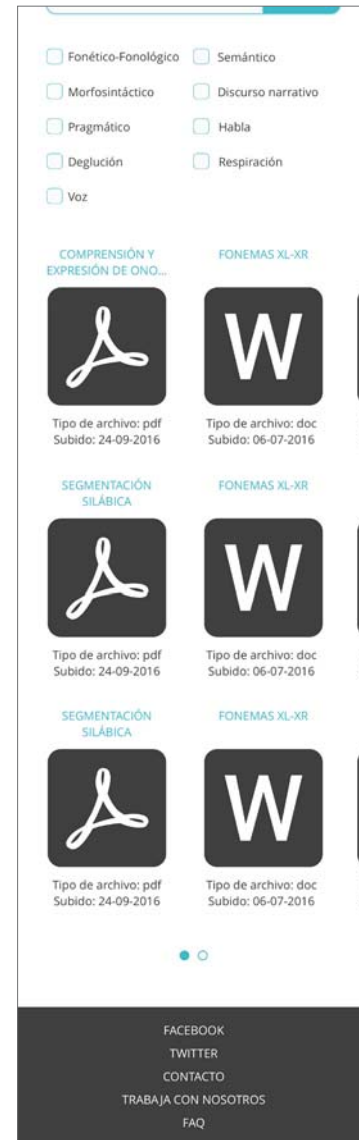 Fonético-Fonológico Semántico
Morfosintáctico Discurso narrativo
Pragmático Habla
Deglución Respiración
Voz
COMPRENSIÓN Y
EXPRESIÓN DE ONO...
FONEMAS XL-XR
W
Tipo de archivo: pdf
Subido: 24-09-2016
Tipo de archivo: doc
Subido: 06-07-2016
SEGMENTACIÓN
SILÁBICA
FONEMAS XL-XR
W
Tipo de archivo: pdf
Subido: 24-09-2016
Tipo de archivo: doc
Subido: 06-07-2016
SEGMENTACIÓN
SILÁBICA
FONEMAS XL-XR
W
Tipo de archivo: pdf
Subido: 24-09-2016
Tipo de archivo: doc
Subido: 06-07-2016
FACEBOOK
TWITTER
CONTACTO
TRABAJA CON NOSOTROS
FAQ